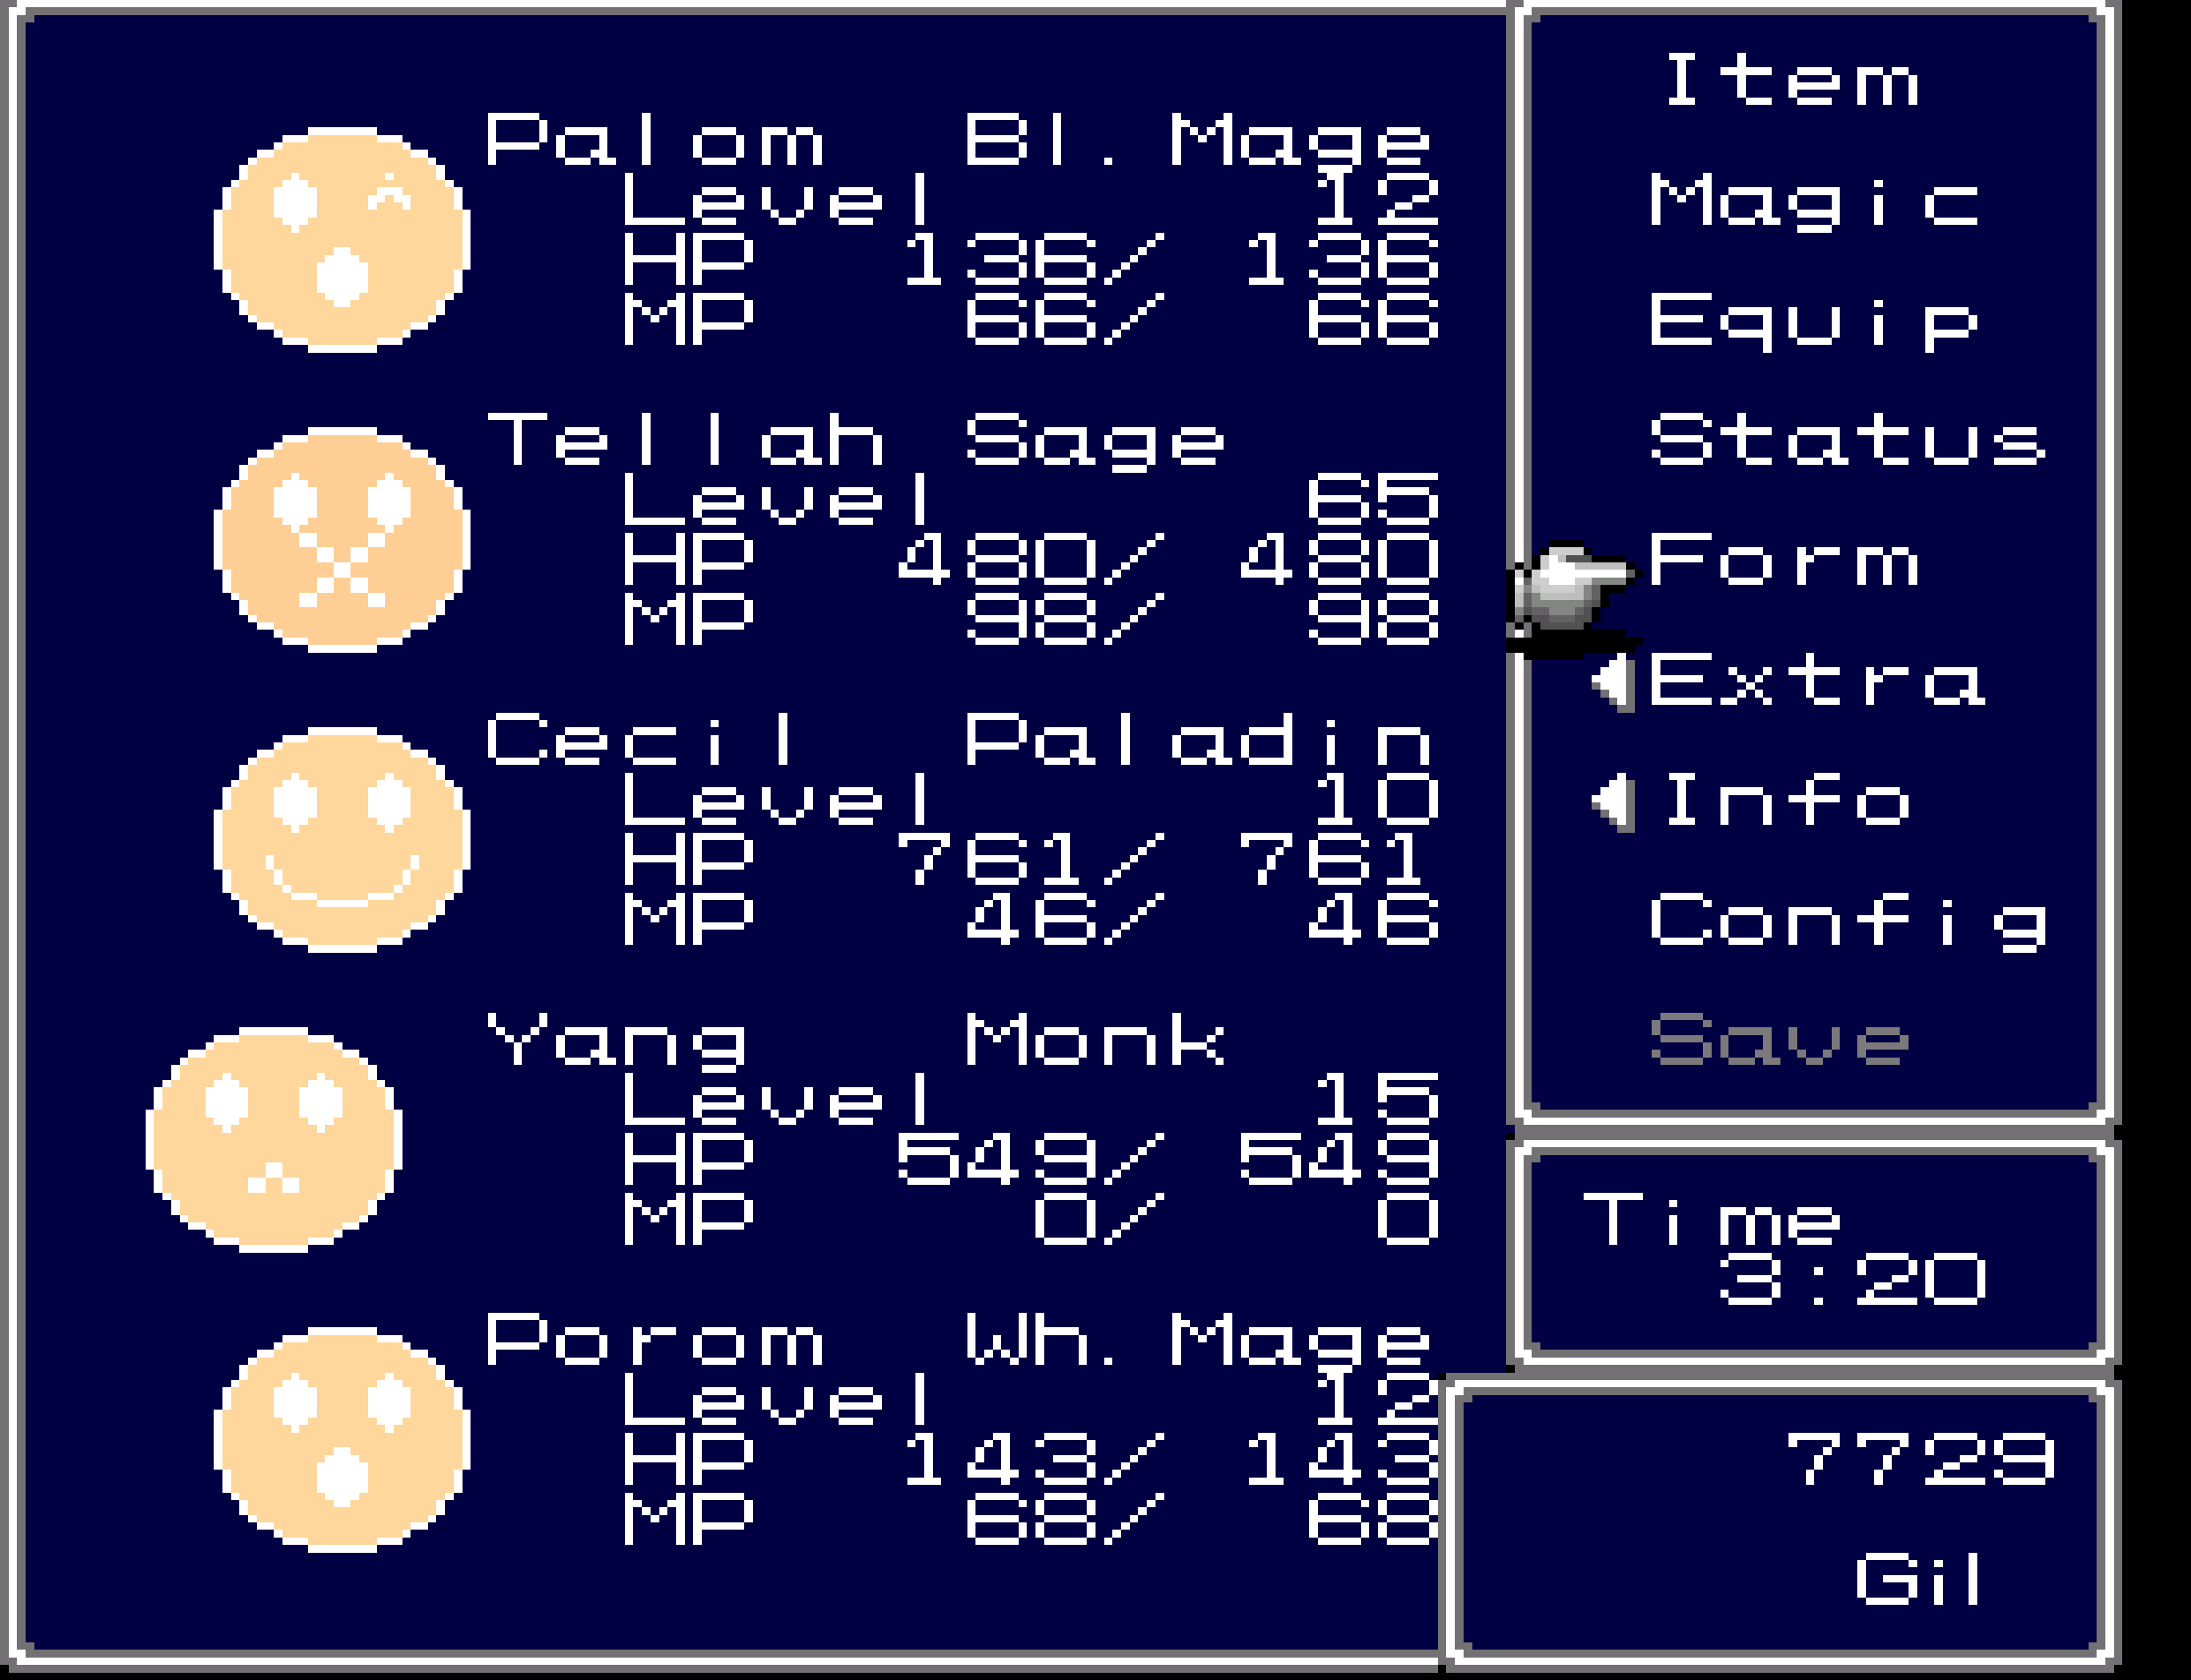 Palom Bl. Mage
Level 12
HP 136/ 136
MP 66/ 66
Tellah Sage
Level 65
HP 480/ 480
MP 98/ 98
Cecil Paladin
Level 10
HP 761/ 761
MP 46/ 46
Yang Monk
Level 15
HP 549/ 549
MP 0/ 0
Porom Wh. Mage
Level 12
HP 143/ 143
MP 68/ 68
Item
Magic
Equip
Status
Form
Extra
Info
Config
Save
Time
3:20
7729
Gil